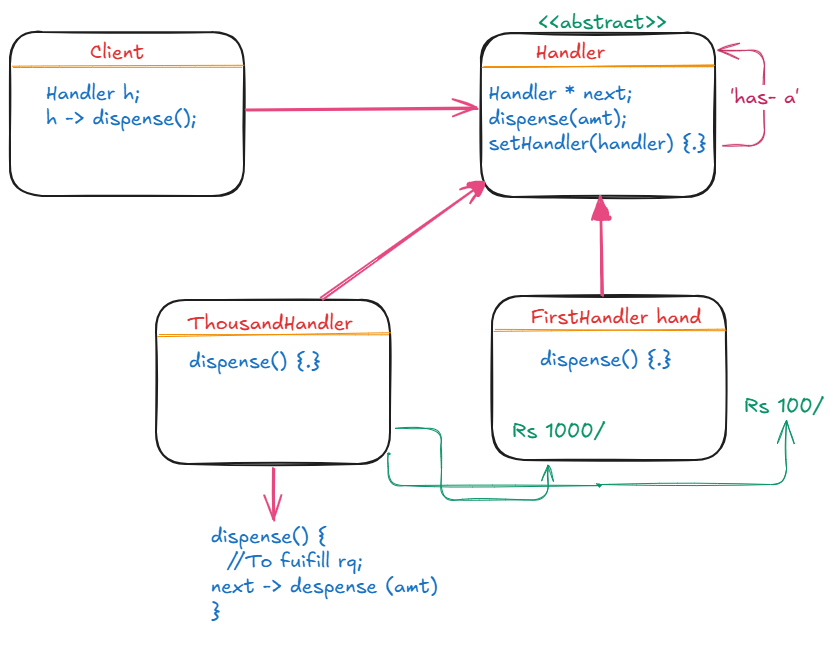 Client
Handler h;
h -> dispense();
<<abstract>>
Handler
Handler * next;
dispense(amt);
setHandler(handler) {.}
'has- a'
ThousandHandler
dispense() {.}
FirstHandler hand
dispense() {.}
Rs 1000/
Rs 100/
dispense() {
//To fuifill rq;
next -> despense (amt)
}